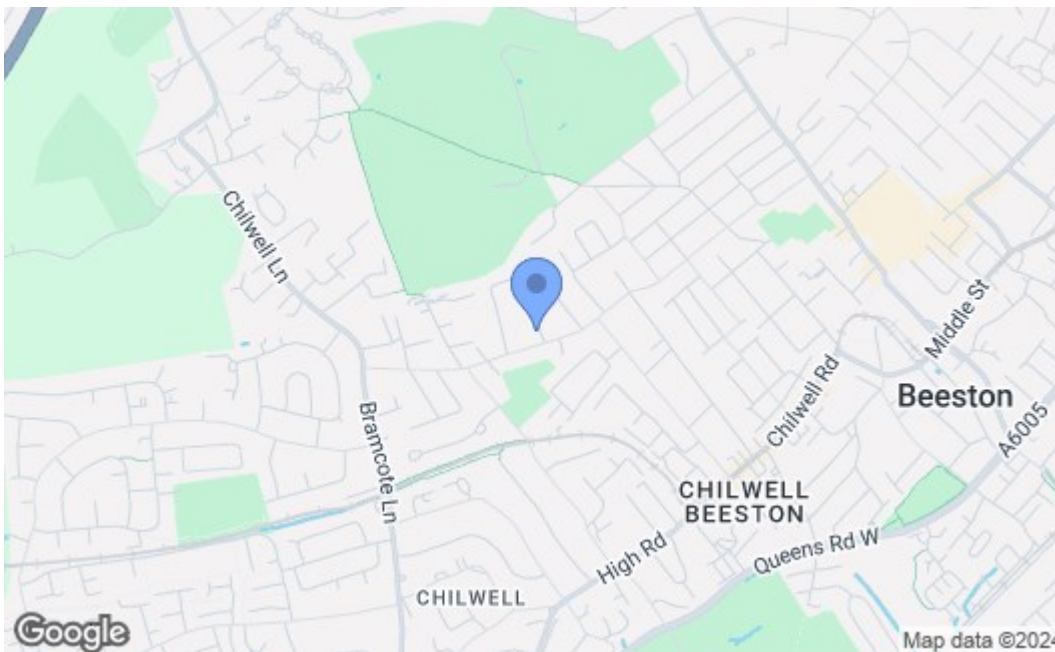 Chilwell Ln
Middle St
Chilwell Rd
Beeston
A6005
Bramcote Ln
CHILWELL
BEESTON
High Rd
Queens Rd W
CHILWELL
Google
Map data ©2024